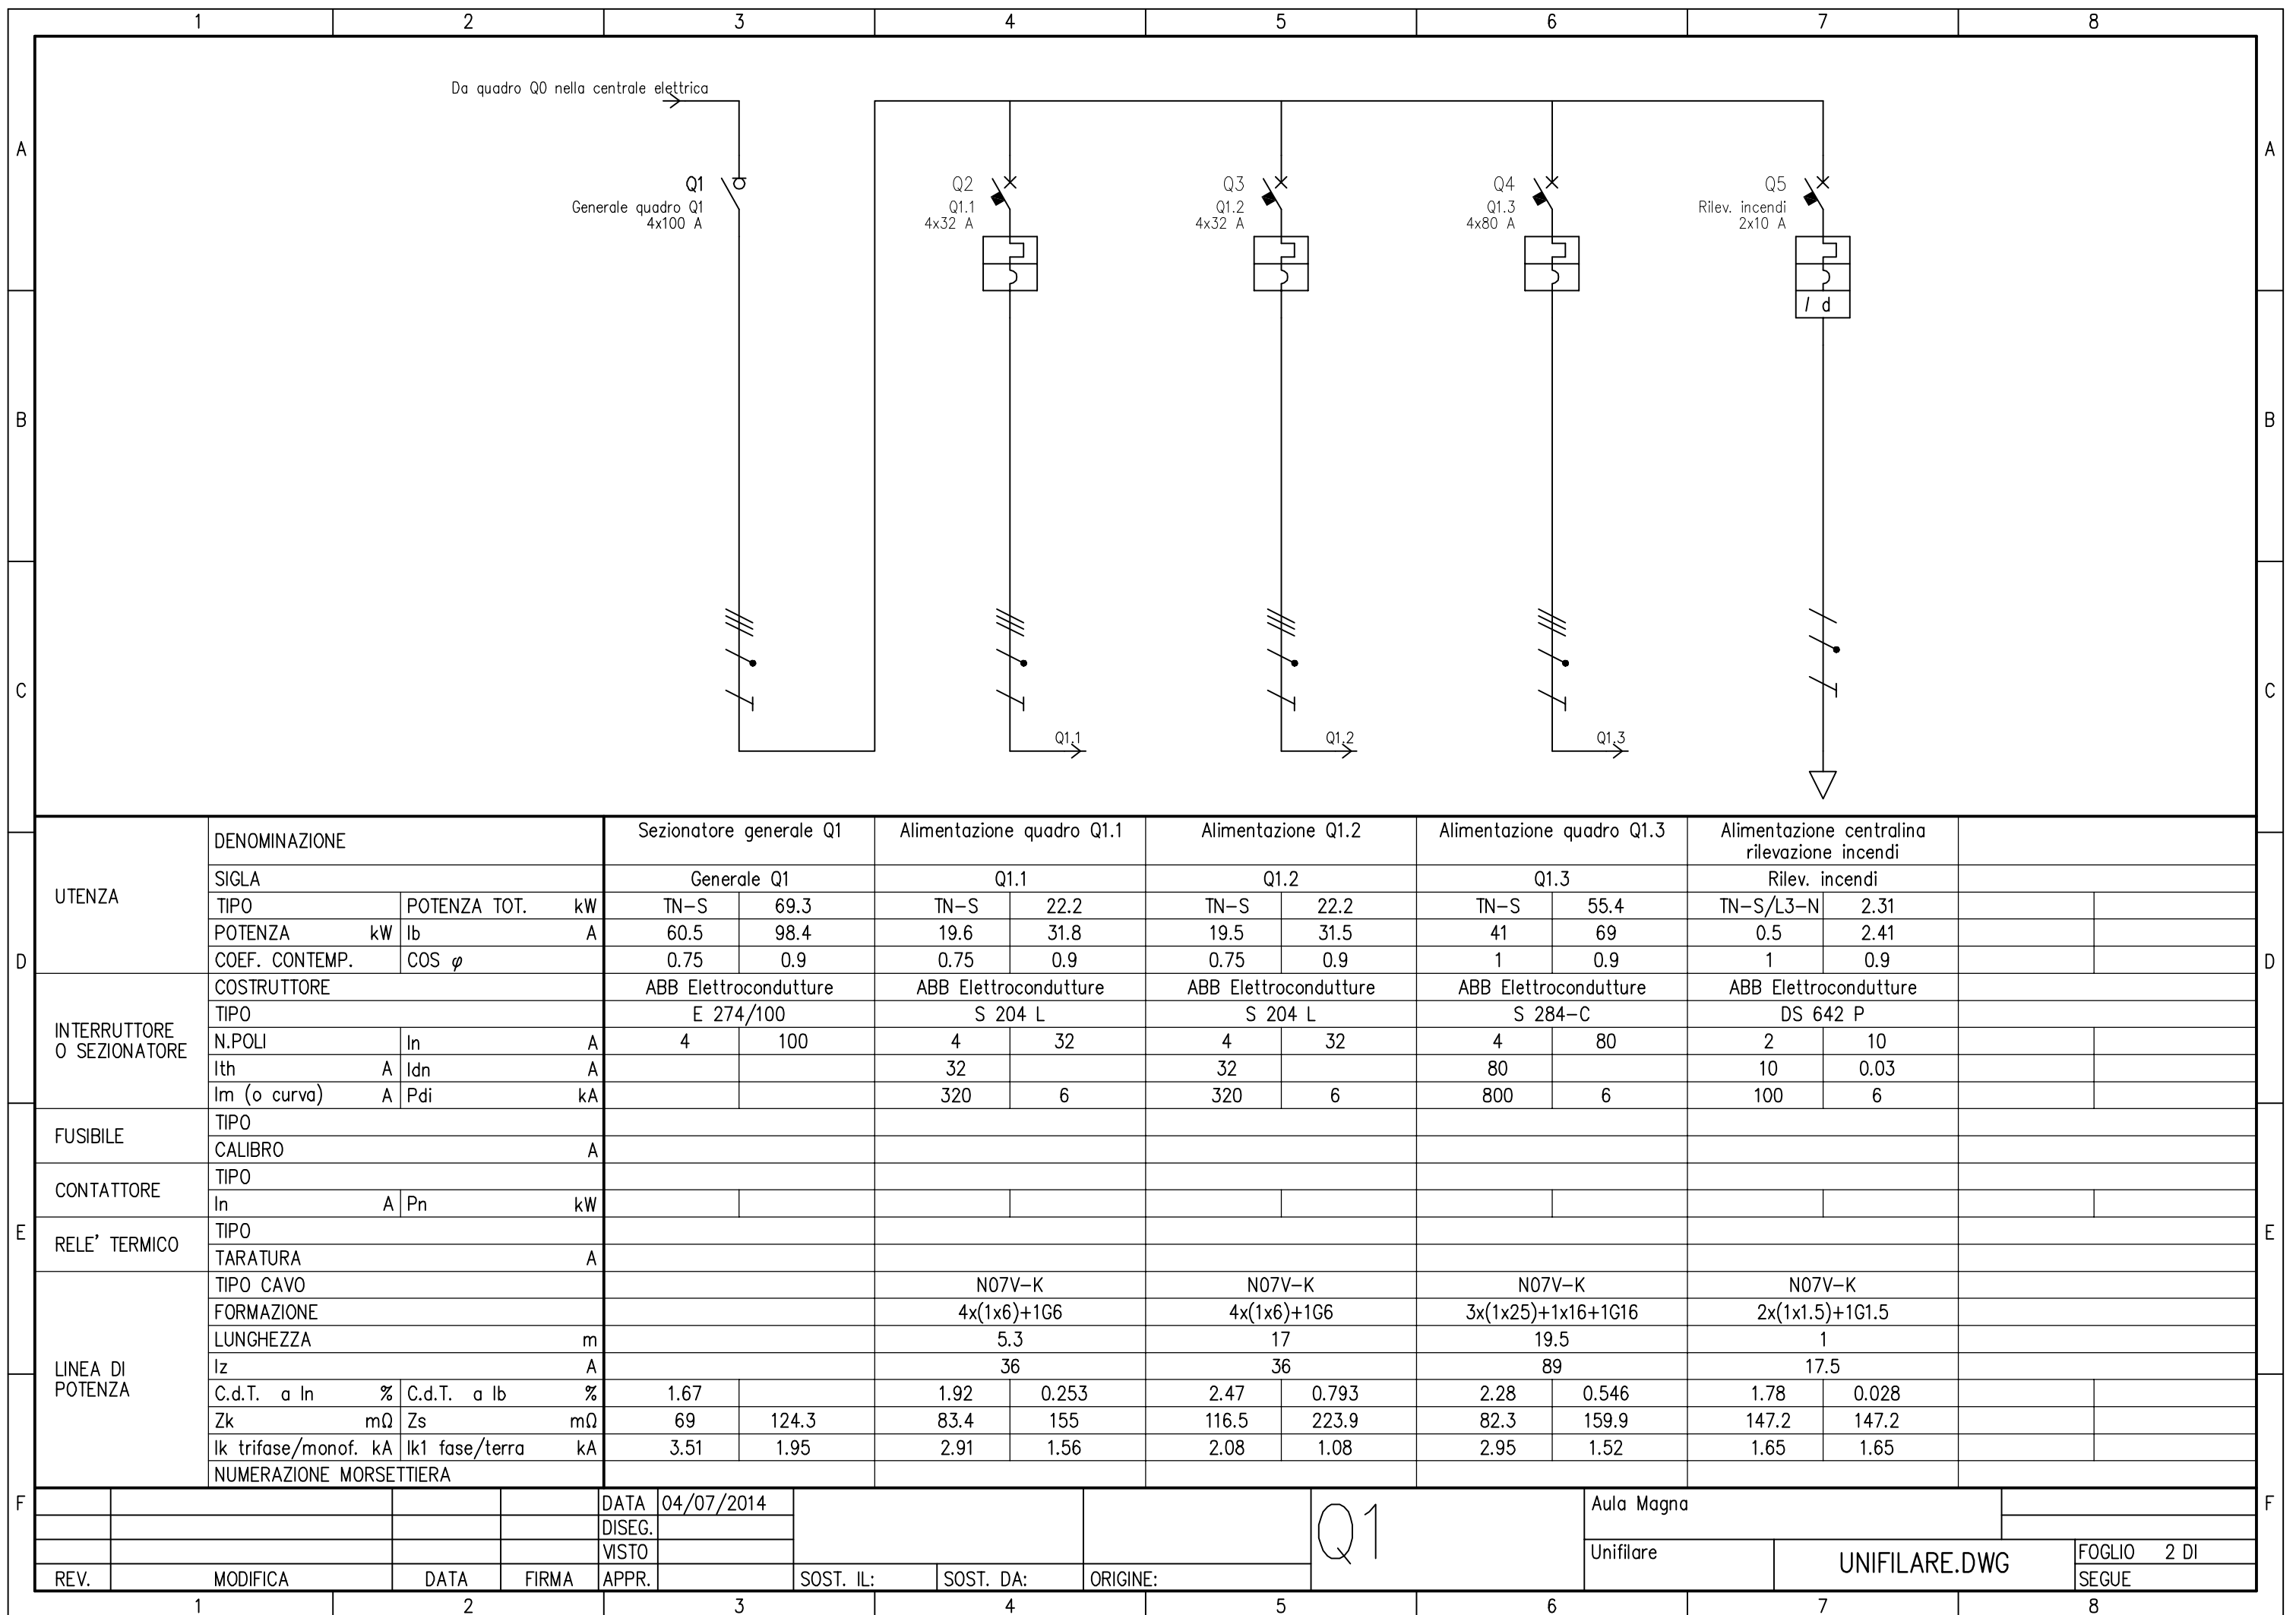 1 2 3 4 5 6 7 8
Da quadro Q0 nella centrale elettrica
A A
Q1 Q2 Q3 Q4 Q5
Generale quadro Q1 Q1.1 Q1.2 Q1.3 Rilev. incendi
4x100 A 4x32 A 4x32 A 4x80 A 2x10 A
I d
B B
C C
Q1.1 Q1.2 Q1.3
UTENZA
DENOMINAZIONE Sezionatore generale Q1 Alimentazione quadro Q1.1 Alimentazione Q1.2 Alimentazione quadro Q1.3 Alimentazione centralina
rilevazione incendi
SIGLA Generale Q1 Q1.1 Q1.2 Q1.3 Rilev. incendi
TIPO POTENZA TOT. kW TN-S 69.3 TN-S 22.2 TN-S 22.2 TN-S 55.4 TN-S/L3-N 2.31
POTENZA kW Ib A 60.5 98.4 19.6 31.8 19.5 31.5 41 69 0.5 2.41
D D
COEF. CONTEMP. COS φ 0.75 0.9 0.75 0.9 0.75 0.9 1 0.9 1 0.9
INTERRUTTORE
O SEZIONATORE
COSTRUTTORE ABB Elettrocondutture ABB Elettrocondutture ABB Elettrocondutture ABB Elettrocondutture ABB Elettrocondutture
TIPO E 274/100 S 204 L S 204 L S 284-C DS 642 P
N.POLI In A 4 100 4 32 4 32 4 80 2 10
Ith A Idn A 32 32 80 10 0.03
Im (o curva) A Pdi kA 320 6 320 6 800 6 100 6
FUSIBILE
TIPO
CALIBRO A
CONTATTORE
TIPO
In A Pn kW
E E
RELE' TERMICO
TIPO
TARATURA A
LINEA DI
POTENZA
TIPO CAVO N07V-K N07V-K N07V-K N07V-K
FORMAZIONE 4x(1x6)+1G6 4x(1x6)+1G6 3x(1x25)+1x16+1G16 2x(1x1.5)+1G1.5
LUNGHEZZA m 5.3 17 19.5 1
Iz A 36 36 89 17.5
C.d.T. a In % C.d.T. a Ib % 1.67 1.92 0.253 2.47 0.793 2.28 0.546 1.78 0.028
Zk mΩ Zs mΩ 69 124.3 83.4 155 116.5 223.9 82.3 159.9 147.2 147.2
Ik trifase/monof. kA Ik1 fase/terra kA 3.51 1.95 2.91 1.56 2.08 1.08 2.95 1.52 1.65 1.65
NUMERAZIONE MORSETTIERA
F F
DATA 04/07/2014 Q1 Aula Magna
DISEG.
VISTO Unifilare UNIFILARE.DWG FOGLIO 2 DI
REV. MODIFICA DATA FIRMA APPR. SOST. IL: SOST. DA: ORIGINE: SEGUE
1 2 3 4 5 6 7 8